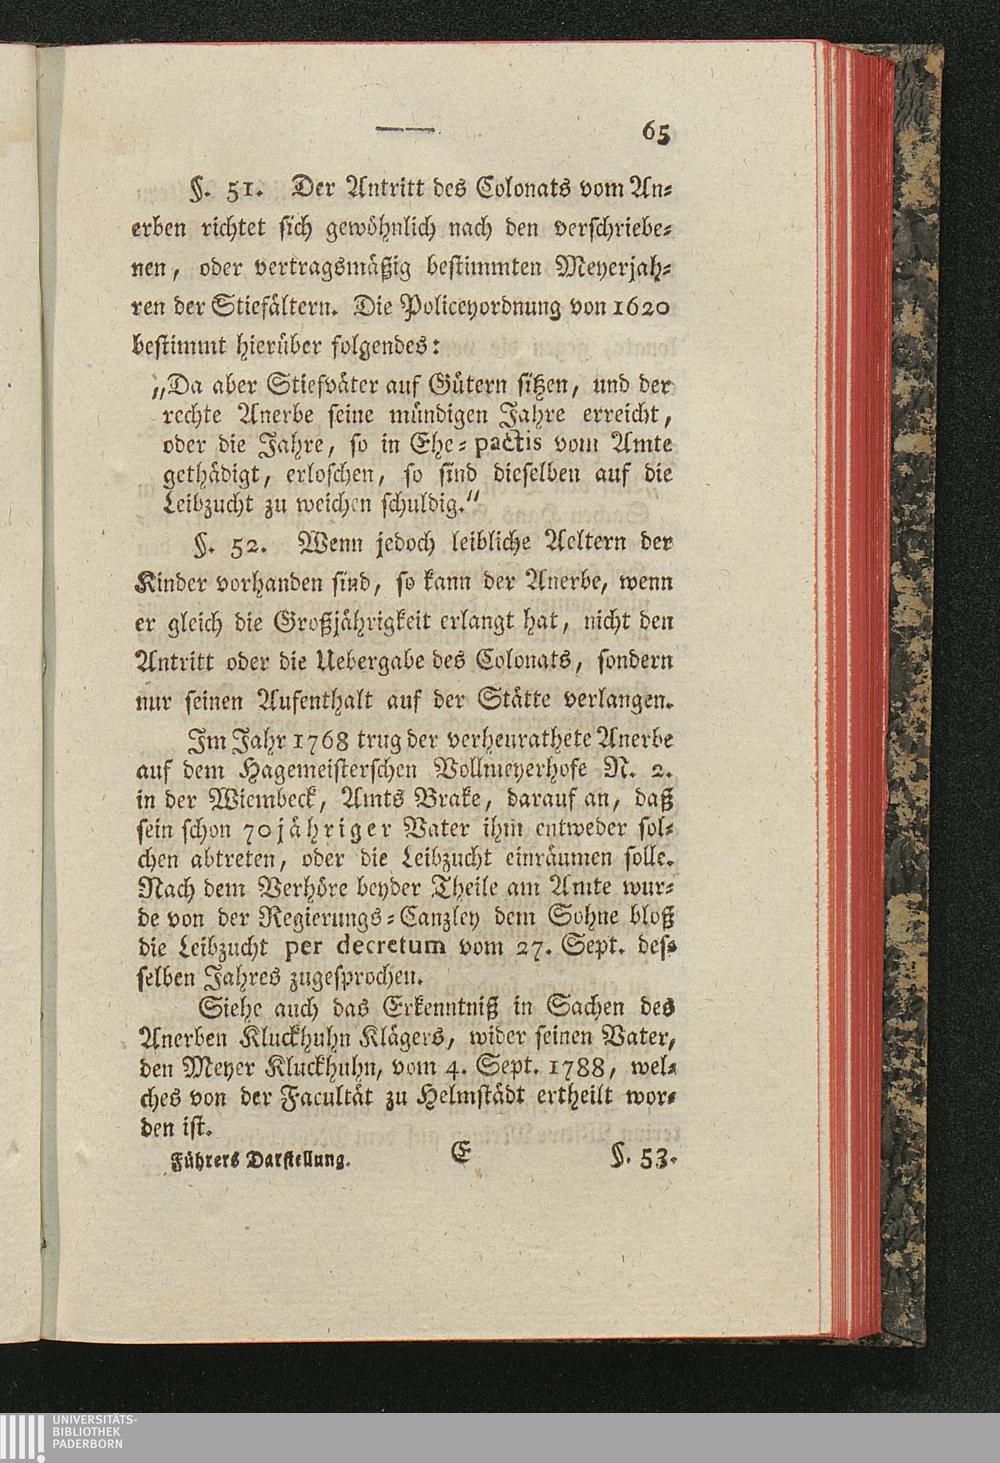 65
§. 51. Der Antritt des Colonats vom An⸗
erben richtet sich gewöhnlich nach den verschriebe⸗
nen, oder vertragsmäßig bestimmten Meyerjah⸗
ren der Stiefältern. Die Policeyordnung von 1620
bestimmt hierüber folgendes:
„Da aber Stiefväter auf Gütern sitzen, und der
rechte Anerbe seine mündigen Jahre erreicht,
oder die Jahre, so in Ehe⸗pactis vom Amte
gethädigt, erloschen, so sind dieselben auf die
Leibzucht zu weichen schuldig.“
§. 52. Wenn jedoch leibliche Aeltern der
Kinder vorhanden sind, so kann der Anerbe, wenn
er gleich die Großjährigkeit erlangt hat, nicht den
Antritt oder die Uebergabe des Colonats, sondern
nur seinen Aufenthalt auf der Stätte verlangen.
Im Jahr 1768 trug der verheurathete Anerbe
auf dem Hagemeisterschen Vollmeyerhofe N. 2.
in der Wiembeck, Amts Brake, darauf an, daß
sein schon 70jähriger Vater ihm entweder sol⸗
chen abtreten, oder die Leibzucht einräumen solle.
Nach dem Verhöre beyder Theile am Amte wur⸗
de von der Regierungs⸗Canzley dem Sohne bloß
die Leibzucht per decretum vom 27. Sept. des⸗
selben Jahres zugesprochen.
Siehe auch das Erkenntniß in Sachen des
Anerben Kluckhuhn Klägers, wider seinen Vater,
den Meyer Kluckhuhn, vom 4. Sept. 1788, wel⸗
ches von der Facultät zu Helmstädt ertheilt wor⸗
den ist.
Führers Darstellung. E §. 53.
UNIVERSITÄTS-
BIBLIOTHEK
PADERBORN